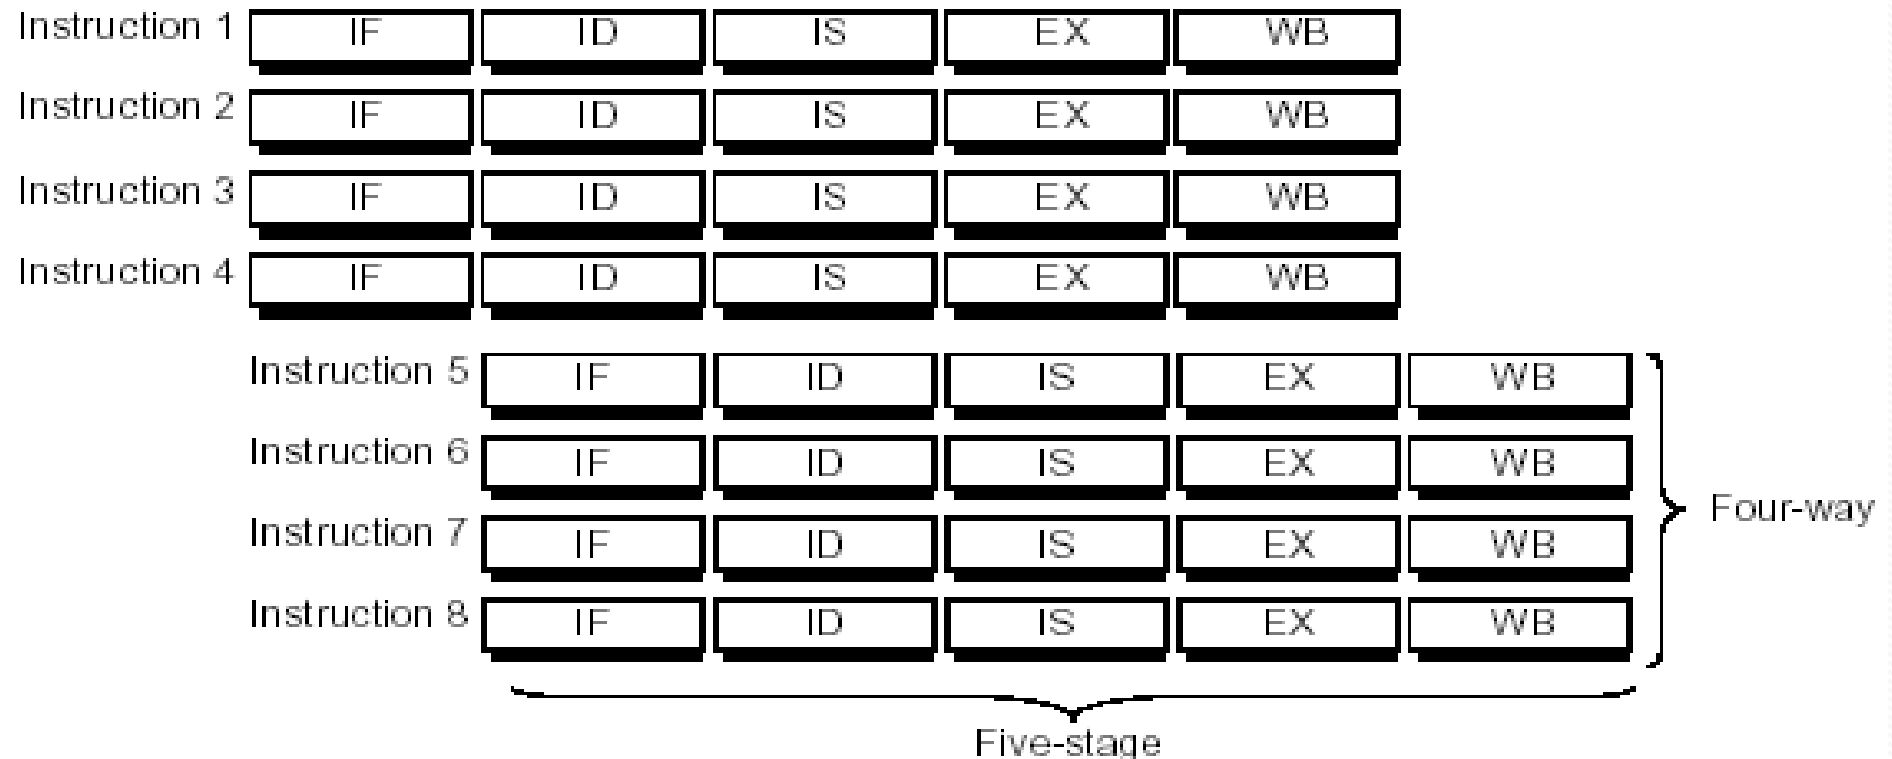 Instruction 1 IF ID IS EX WB
Instruction 2 IF ID IS EX WB
Instruction 3 IF ID IS EX WB
Instruction 4 IF ID IS EX WB
Instruction 5 IF ID IS EX WB
Instruction 6 IF ID IS EX WB
Four-way
Instruction 7 IF ID IS EX WB
Instruction 8 IF ID IS EX WB
Five-stage